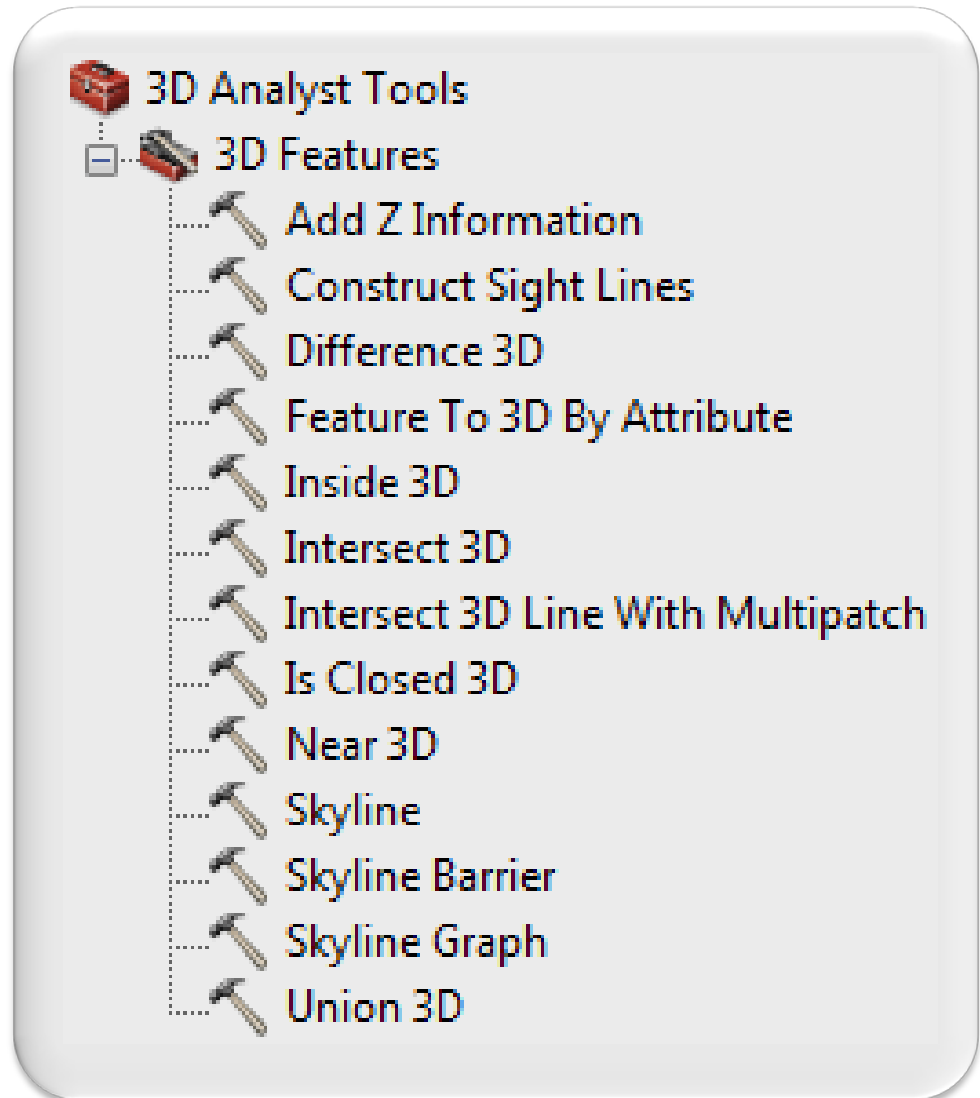 3D Analyst Tools
3D Features
Add Z Information
Construct Sight Lines
Difference 3D
Feature To 3D By Attribute
Inside 3D
Intersect 3D
Intersect 3D Line With Multipatch
Is Closed 3D
Near 3D
Skyline
Skyline Barrier
Skyline Graph
Union 3D